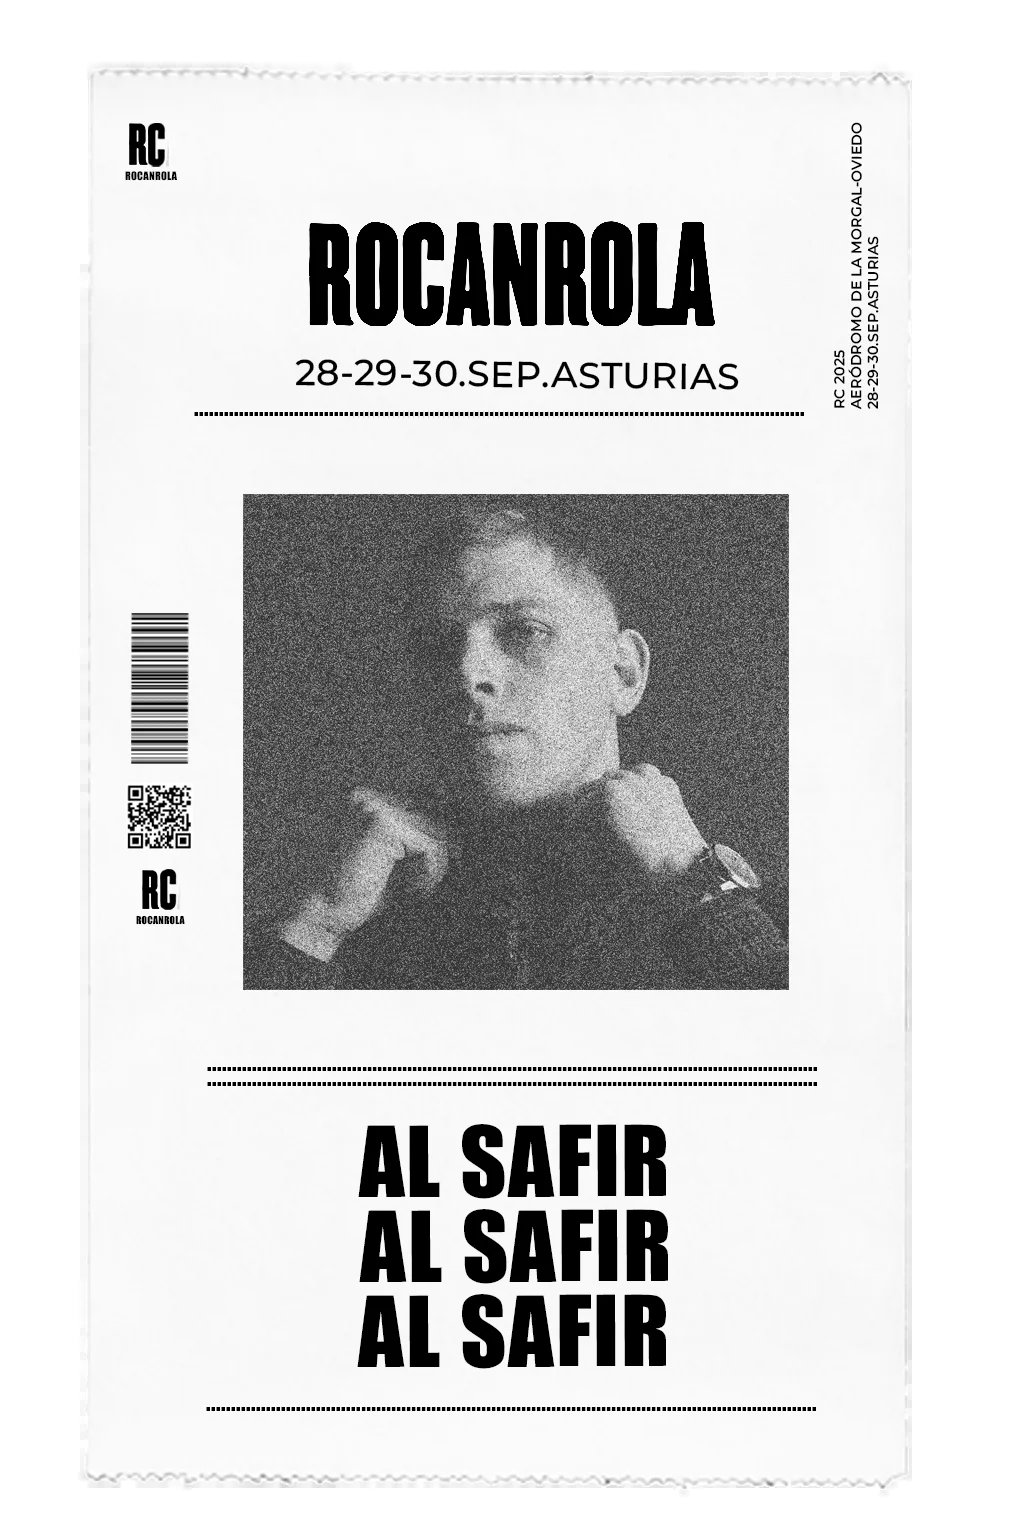 RC
ROCANROLA
RC 2025
AERÓDROMO DE LA MORGAL-OVIEDO
28-29-30.SEP.ASTURIAS
ROCANROLA
28-29-30.SEP.ASTURIAS
RC
ROCANROLA
AL SAFIR
AL SAFIR
AL SAFIR